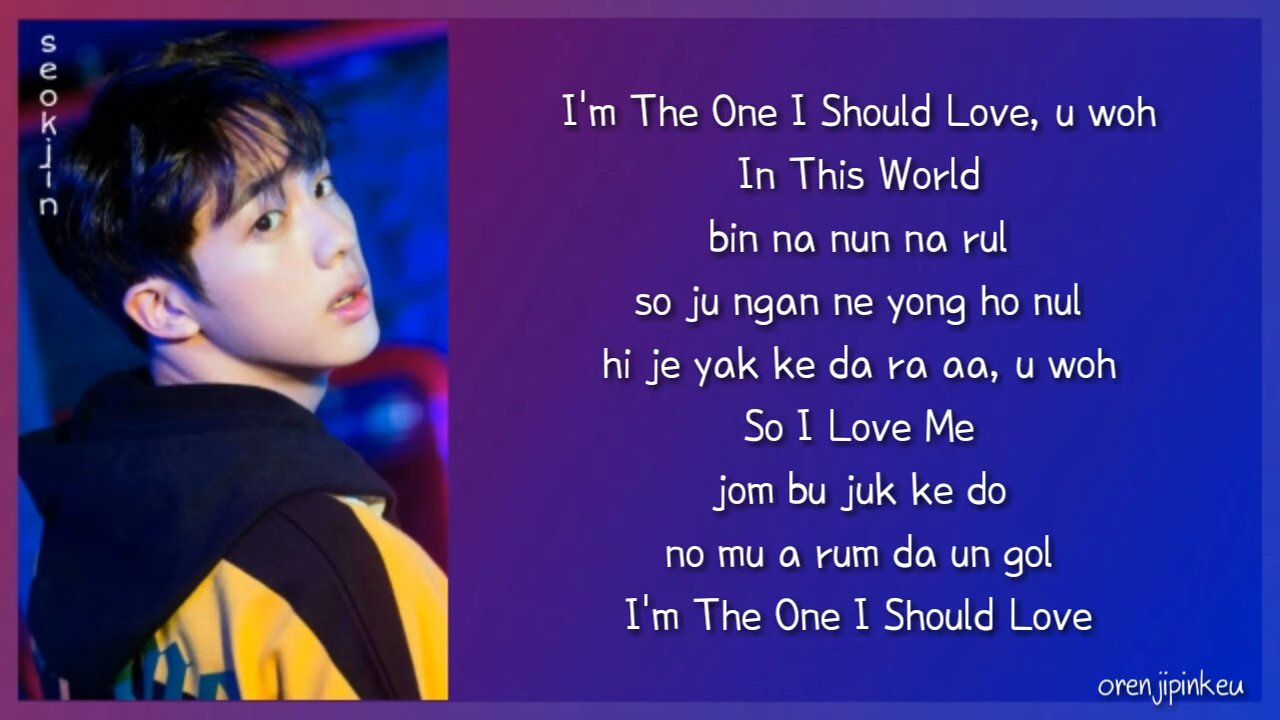 seokjin
I'm The One I Should Love, u woh
In This World
bin na nun na rul
so ju ngan ne yong ho nul
hi je yak ke da ra aa, u woh
So I Love Me
jom bu juk ke do
no mu a rum da un gol
I'm The One I Should Love
orenjipinkeu